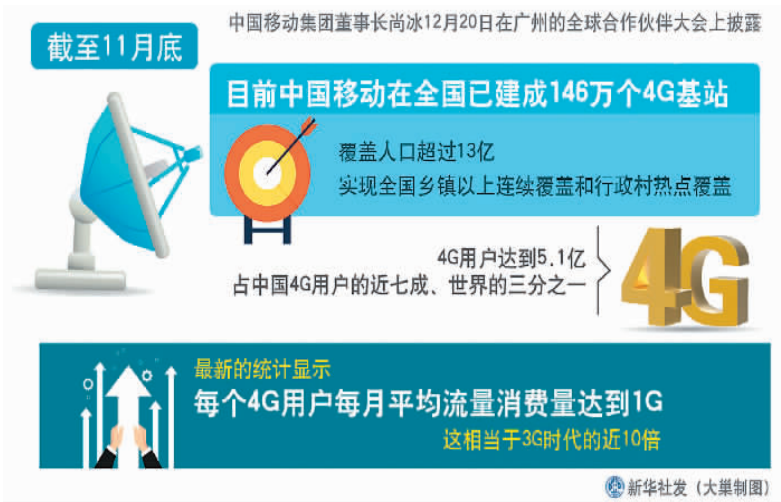 中国移动集团董事长尚冰12月20日在广州的全球合作伙伴大会上披露
截至11月底
目前中国移动在全国已建成146万个4G基站
覆盖人口超过13亿
实现全国乡镇以上连续覆盖和行政村热点覆盖
4G用户达到5.1亿
占中国4G用户的近七成、世界的三分之一
4G
最新的统计显示
每个4G用户每月平均流量消费量达到1G
这相当于3G时代的近10倍
新华社发（大巢制图）